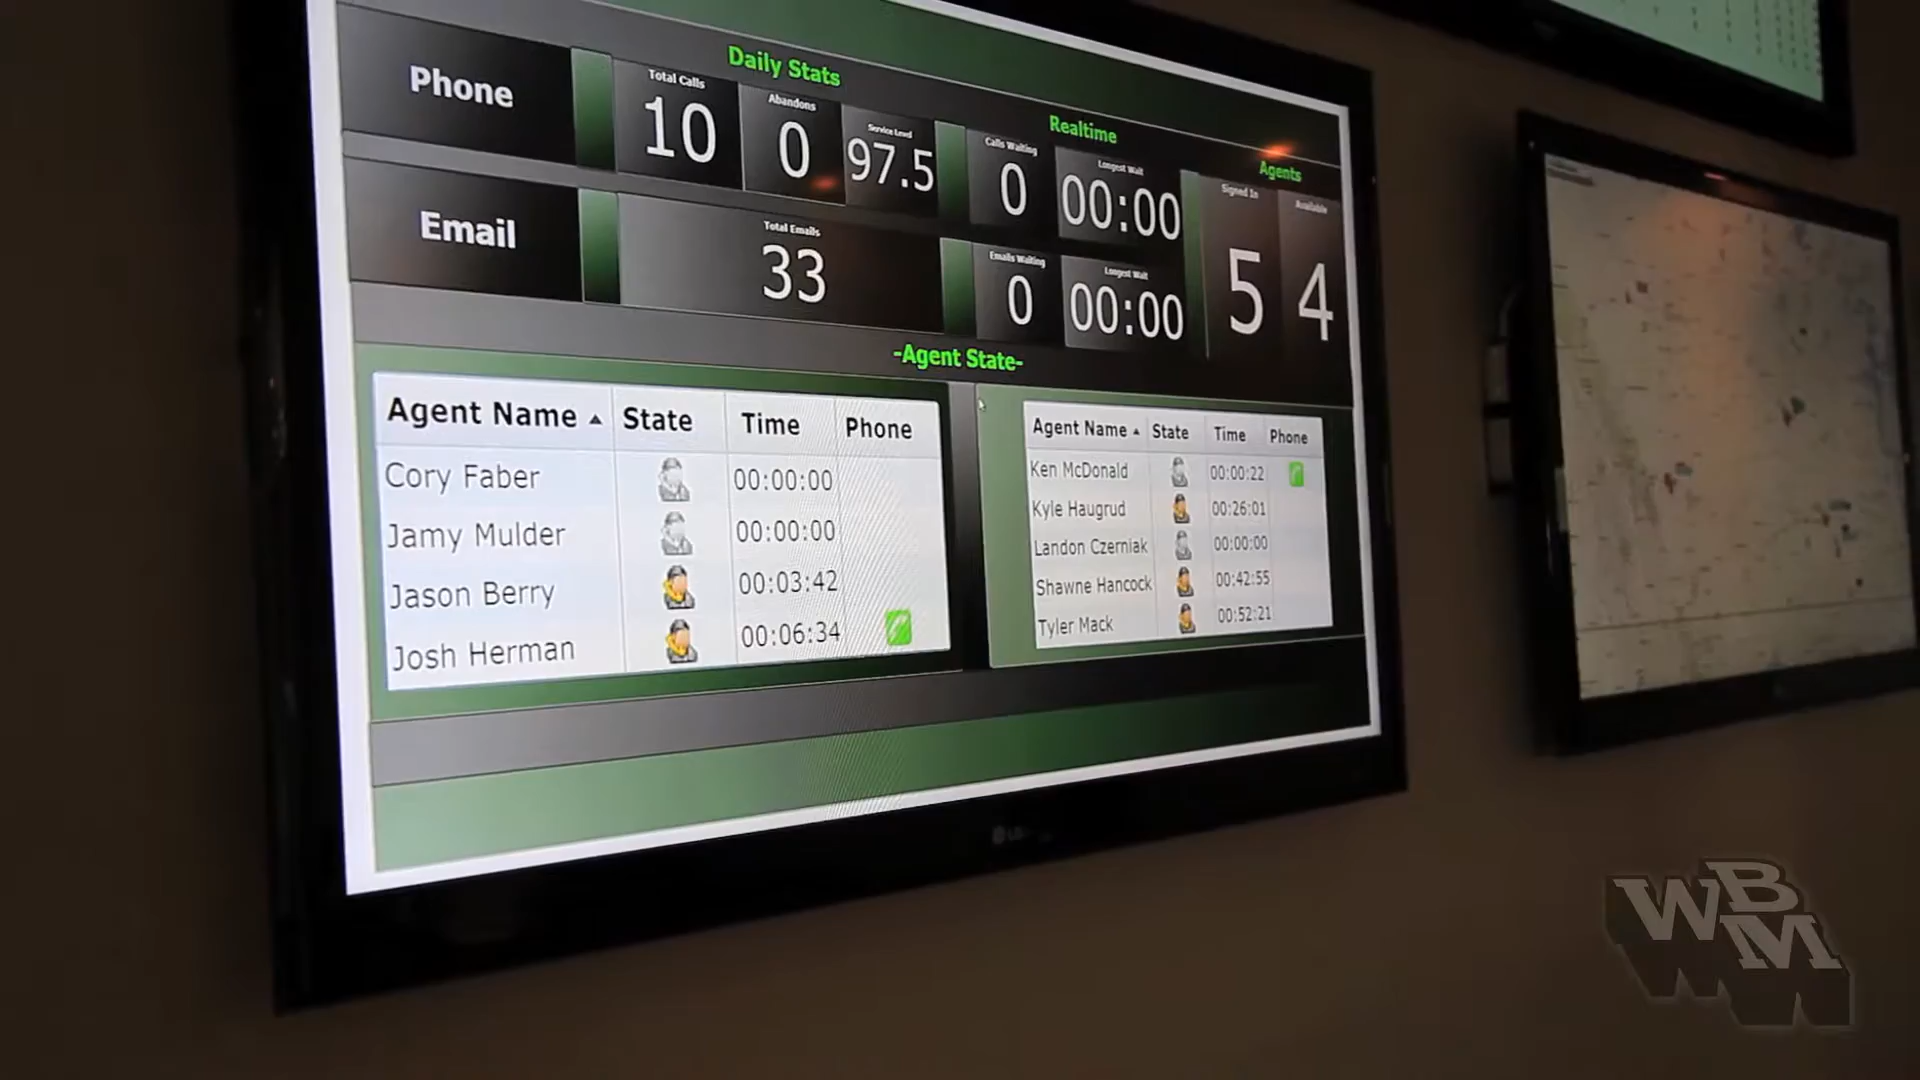 Daily Stats
Phone
Total Calls
10
Abandons
0
Service Level
97.5
Realtime
Calls Waiting
0
Longest Wait
00:00
Agents
Signed In
5
Available
4
Email
Total Emails
33
Emails Waiting
0
Longest Wait
00:00
-Agent State-
Agent Name State Time Phone
Cory Faber 00:00:00
Jamy Mulder 00:00:00
Jason Berry 00:03:42
Josh Herman 00:06:34
Agent Name State Time Phone
Ken McDonald 00:00:22
Kyle Haugrud 00:26:01
Landon Czerniak 00:00:00
Shawne Hancock 00:42:55
Tyler Mack 00:52:21
WBM